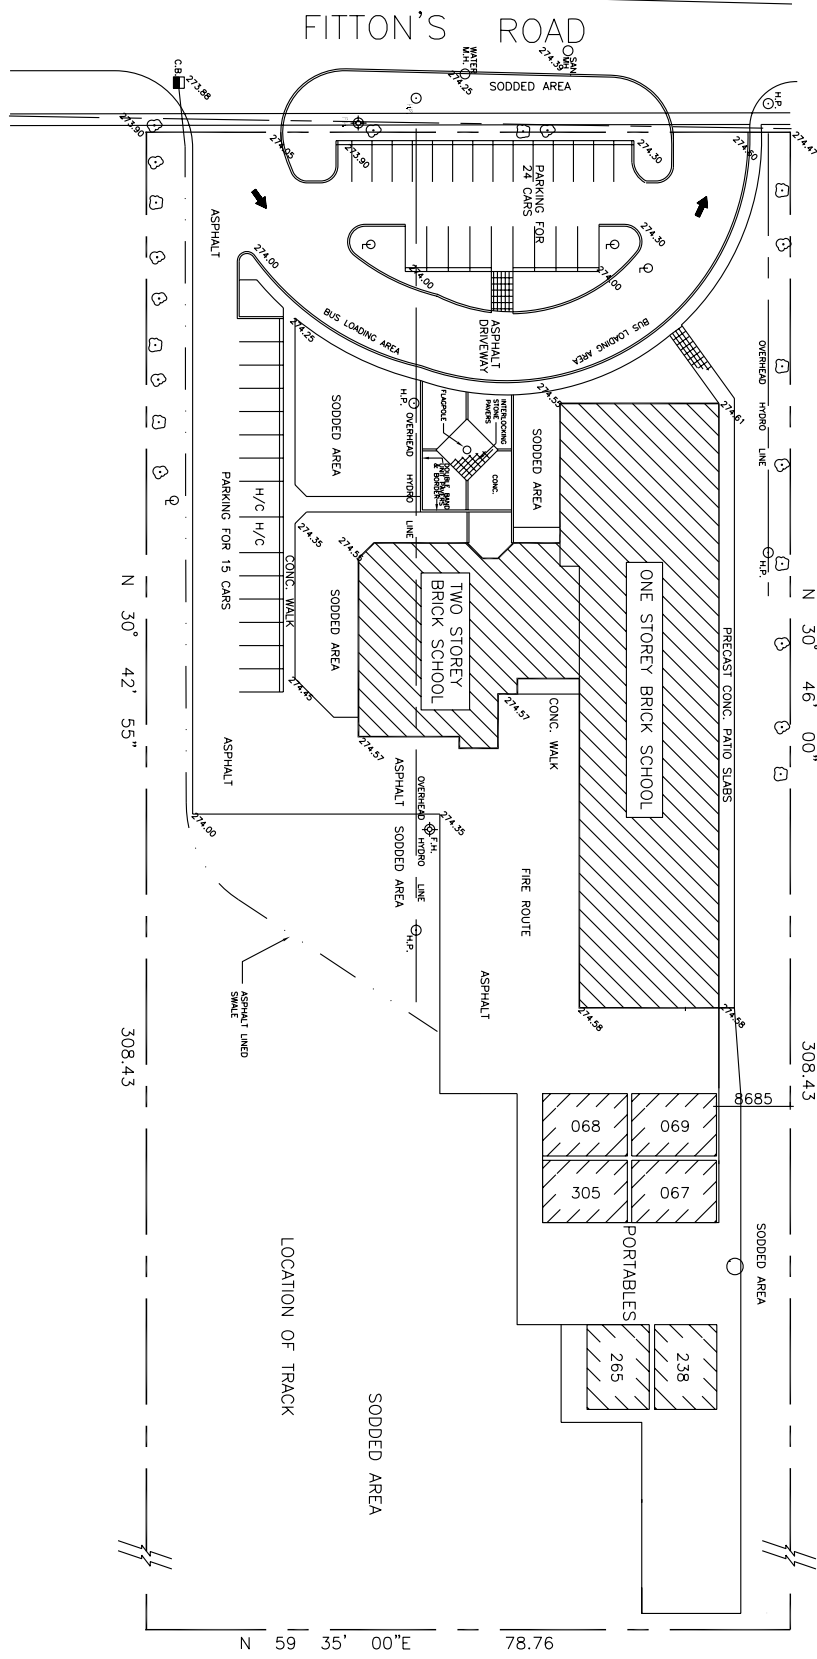 FITTON'S ROAD
C.B.
273.88
WATER
M.H.
274.25
274.39
SAN.
MH.
SODDED AREA
H.P.
273.90
274.05
273.90
274.30
274.60
274.47
PARKING FOR
24 CARS
ASPHALT
274.00
274.30
274.00
274.00
BUS LOADING AREA
BUS LOADING AREA
ASPHALT
DRIVEWAY
274.25
274.55
274.61
OVERHEAD HYDRO LINE
H.P.
SODDED AREA
H.P.
OVERHEAD HYDRO LINE
FLAGPOLE
INTERLOCKING
STONE
PAVERS
DOUBLE BAND
UNIT PAVERS
& BORDER
CONC.
SODDED AREA
PARKING FOR 15 CARS
H/C H/C
274.35
CONC. WALK
SODDED AREA
274.45
TWO STOREY
BRICK SCHOOL
ONE STOREY BRICK SCHOOL
PRECAST CONC. PATIO SLABS
N 30° 42' 55"
N 30° 46' 00"
274.57
274.57
CONC. WALK
ASPHALT
ASPHALT
274.00
OVERHEAD HYDRO LINE
SODDED AREA
F.H.
274.35
H.P.
FIRE ROUTE
ASPHALT
ASPHALT LINED
SWALE
274.58
274.58
308.43
308.43
8685
068
069
305
067
PORTABLES
SODDED AREA
265
238
LOCATION OF TRACK
SODDED AREA
N 59 35' 00"E 78.76